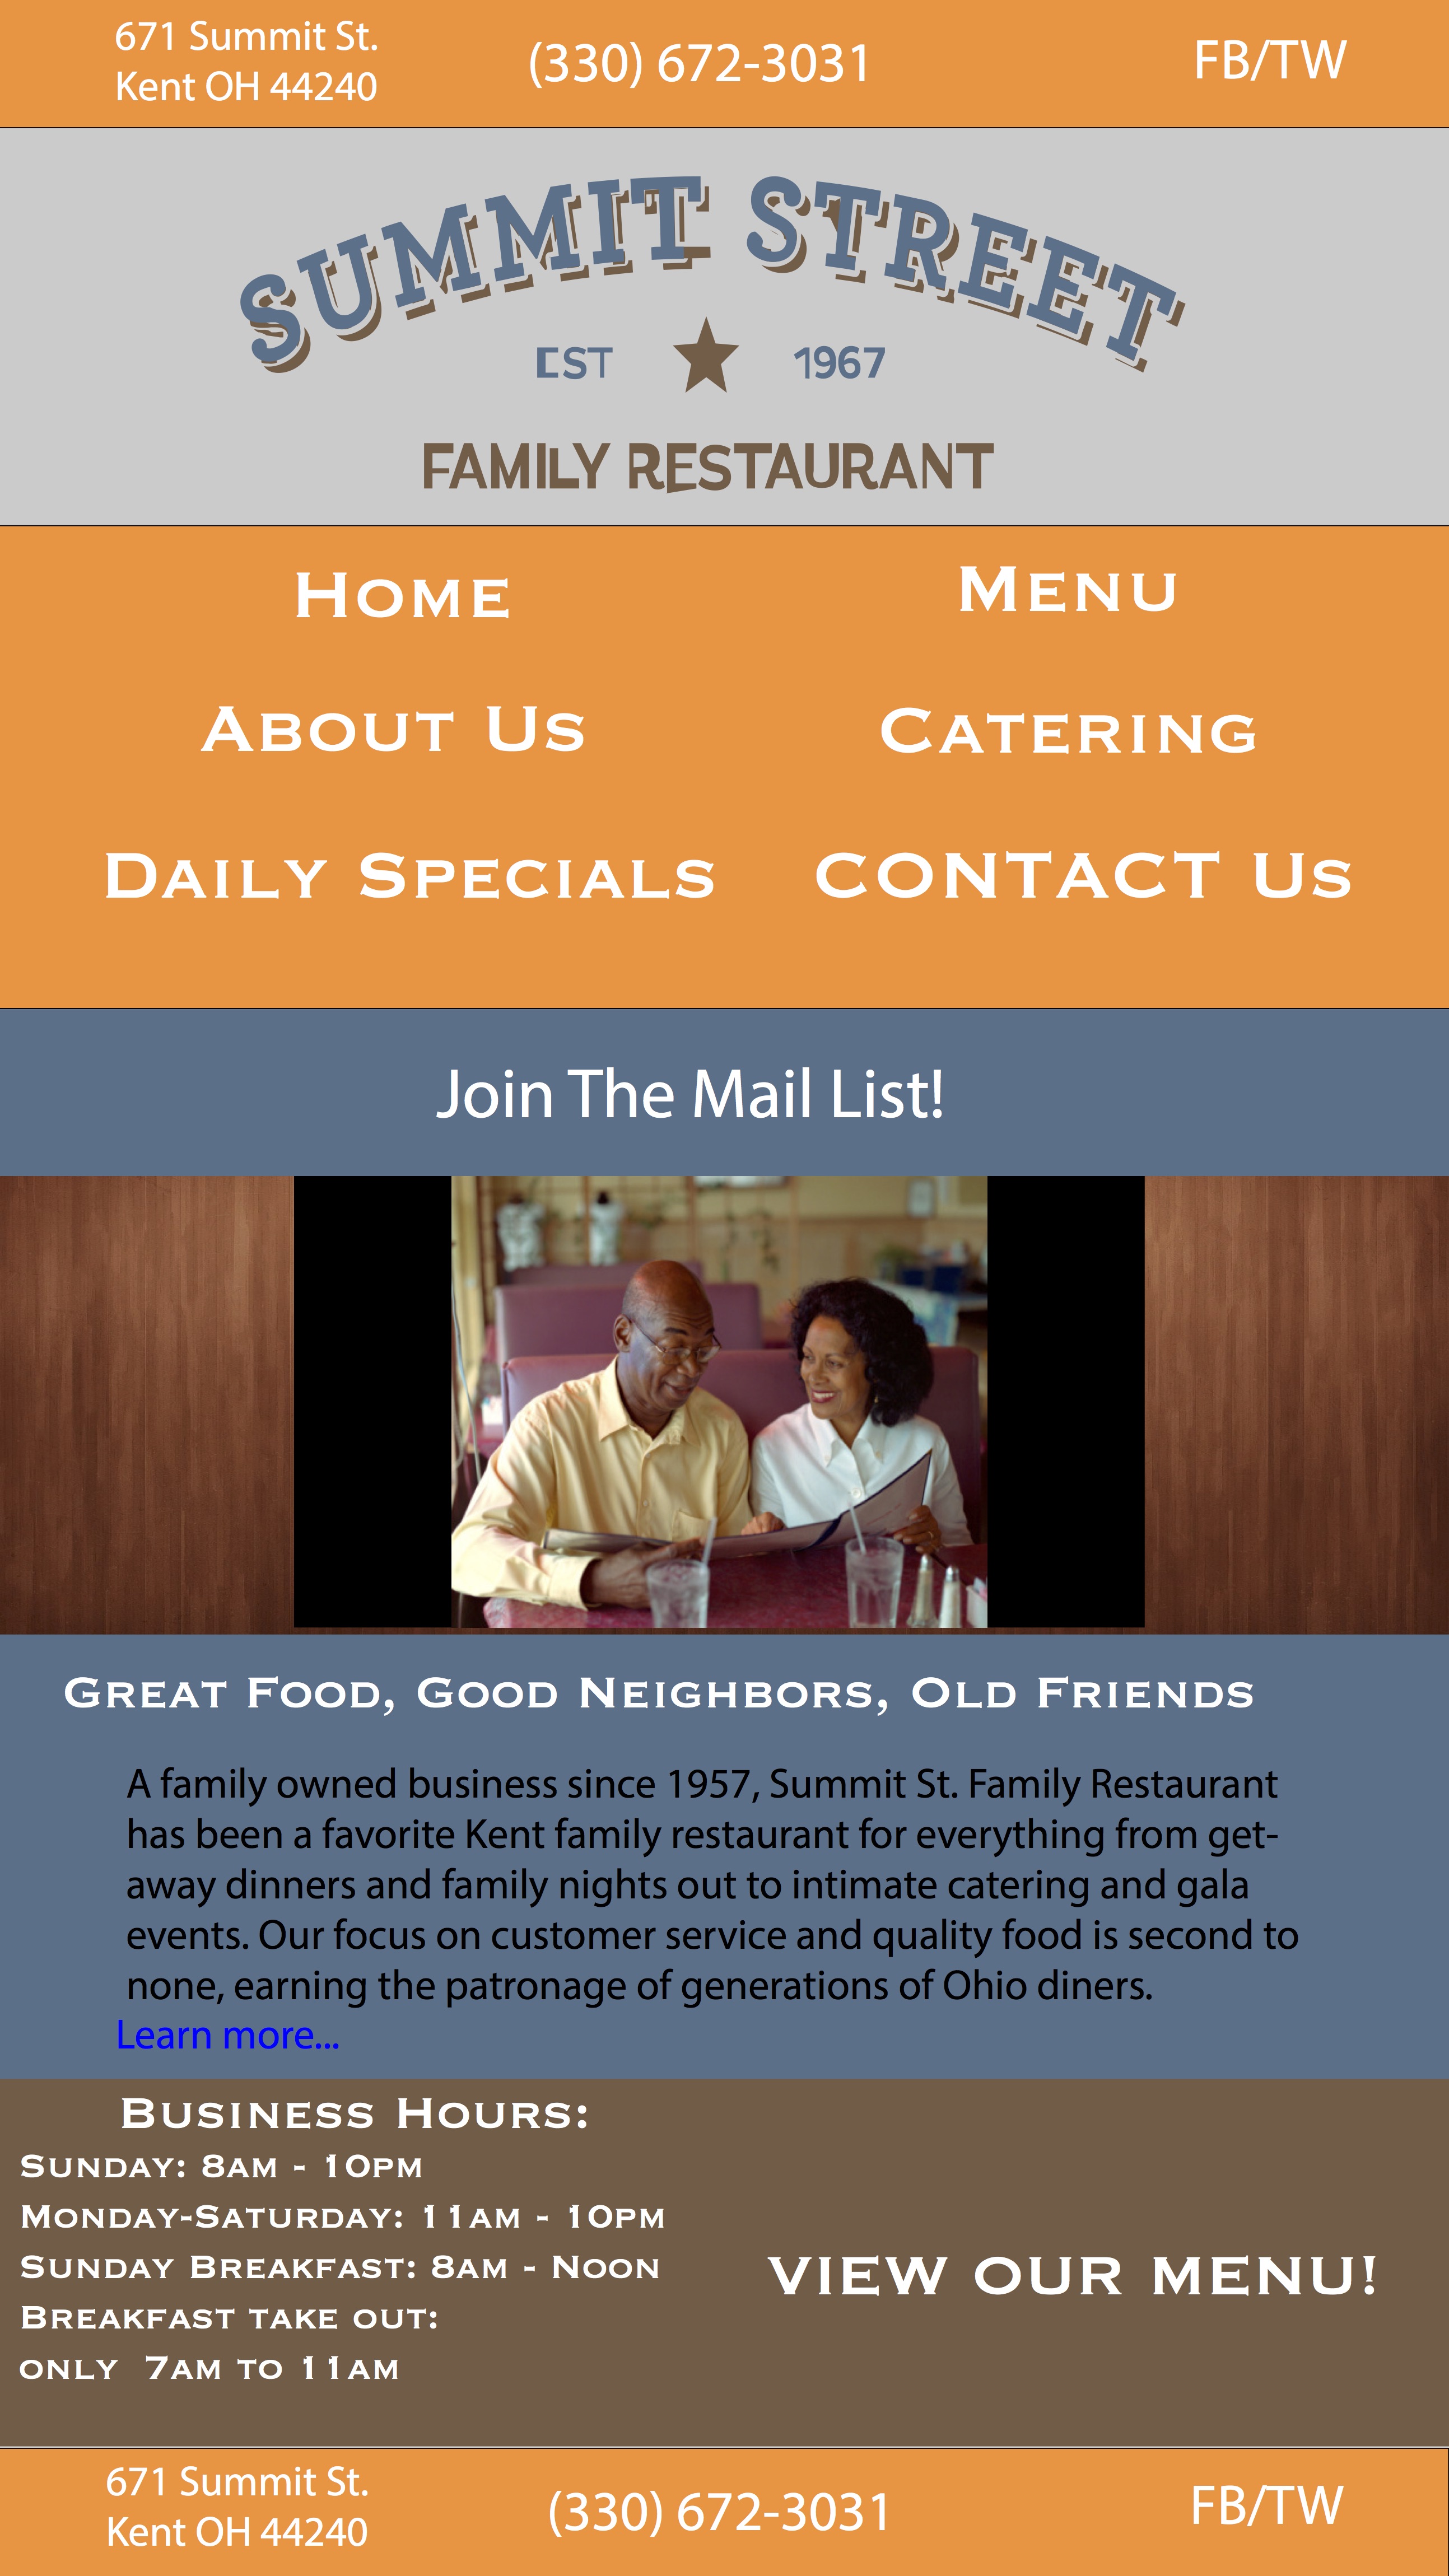 671 Summit St.
Kent OH 44240
(330) 672-3031
FB/TW
SUMMIT STREET
EST 1967
FAMILY RESTAURANT
Home
Menu
About Us
Catering
Daily Specials
CONTACT Us
Join The Mail List!
Great Food, Good Neighbors, Old Friends
A family owned business since 1957, Summit St. Family Restaurant
has been a favorite Kent family restaurant for everything from get-
away dinners and family nights out to intimate catering and gala
events. Our focus on customer service and quality food is second to
none, earning the patronage of generations of Ohio diners.
Learn more...
Business Hours:
Sunday: 8am - 10pm
Monday-Saturday: 11am - 10pm
Sunday Breakfast: 8am - Noon
Breakfast take out:
only 7am to 11am
VIEW OUR MENU!
671 Summit St.
Kent OH 44240
(330) 672-3031
FB/TW